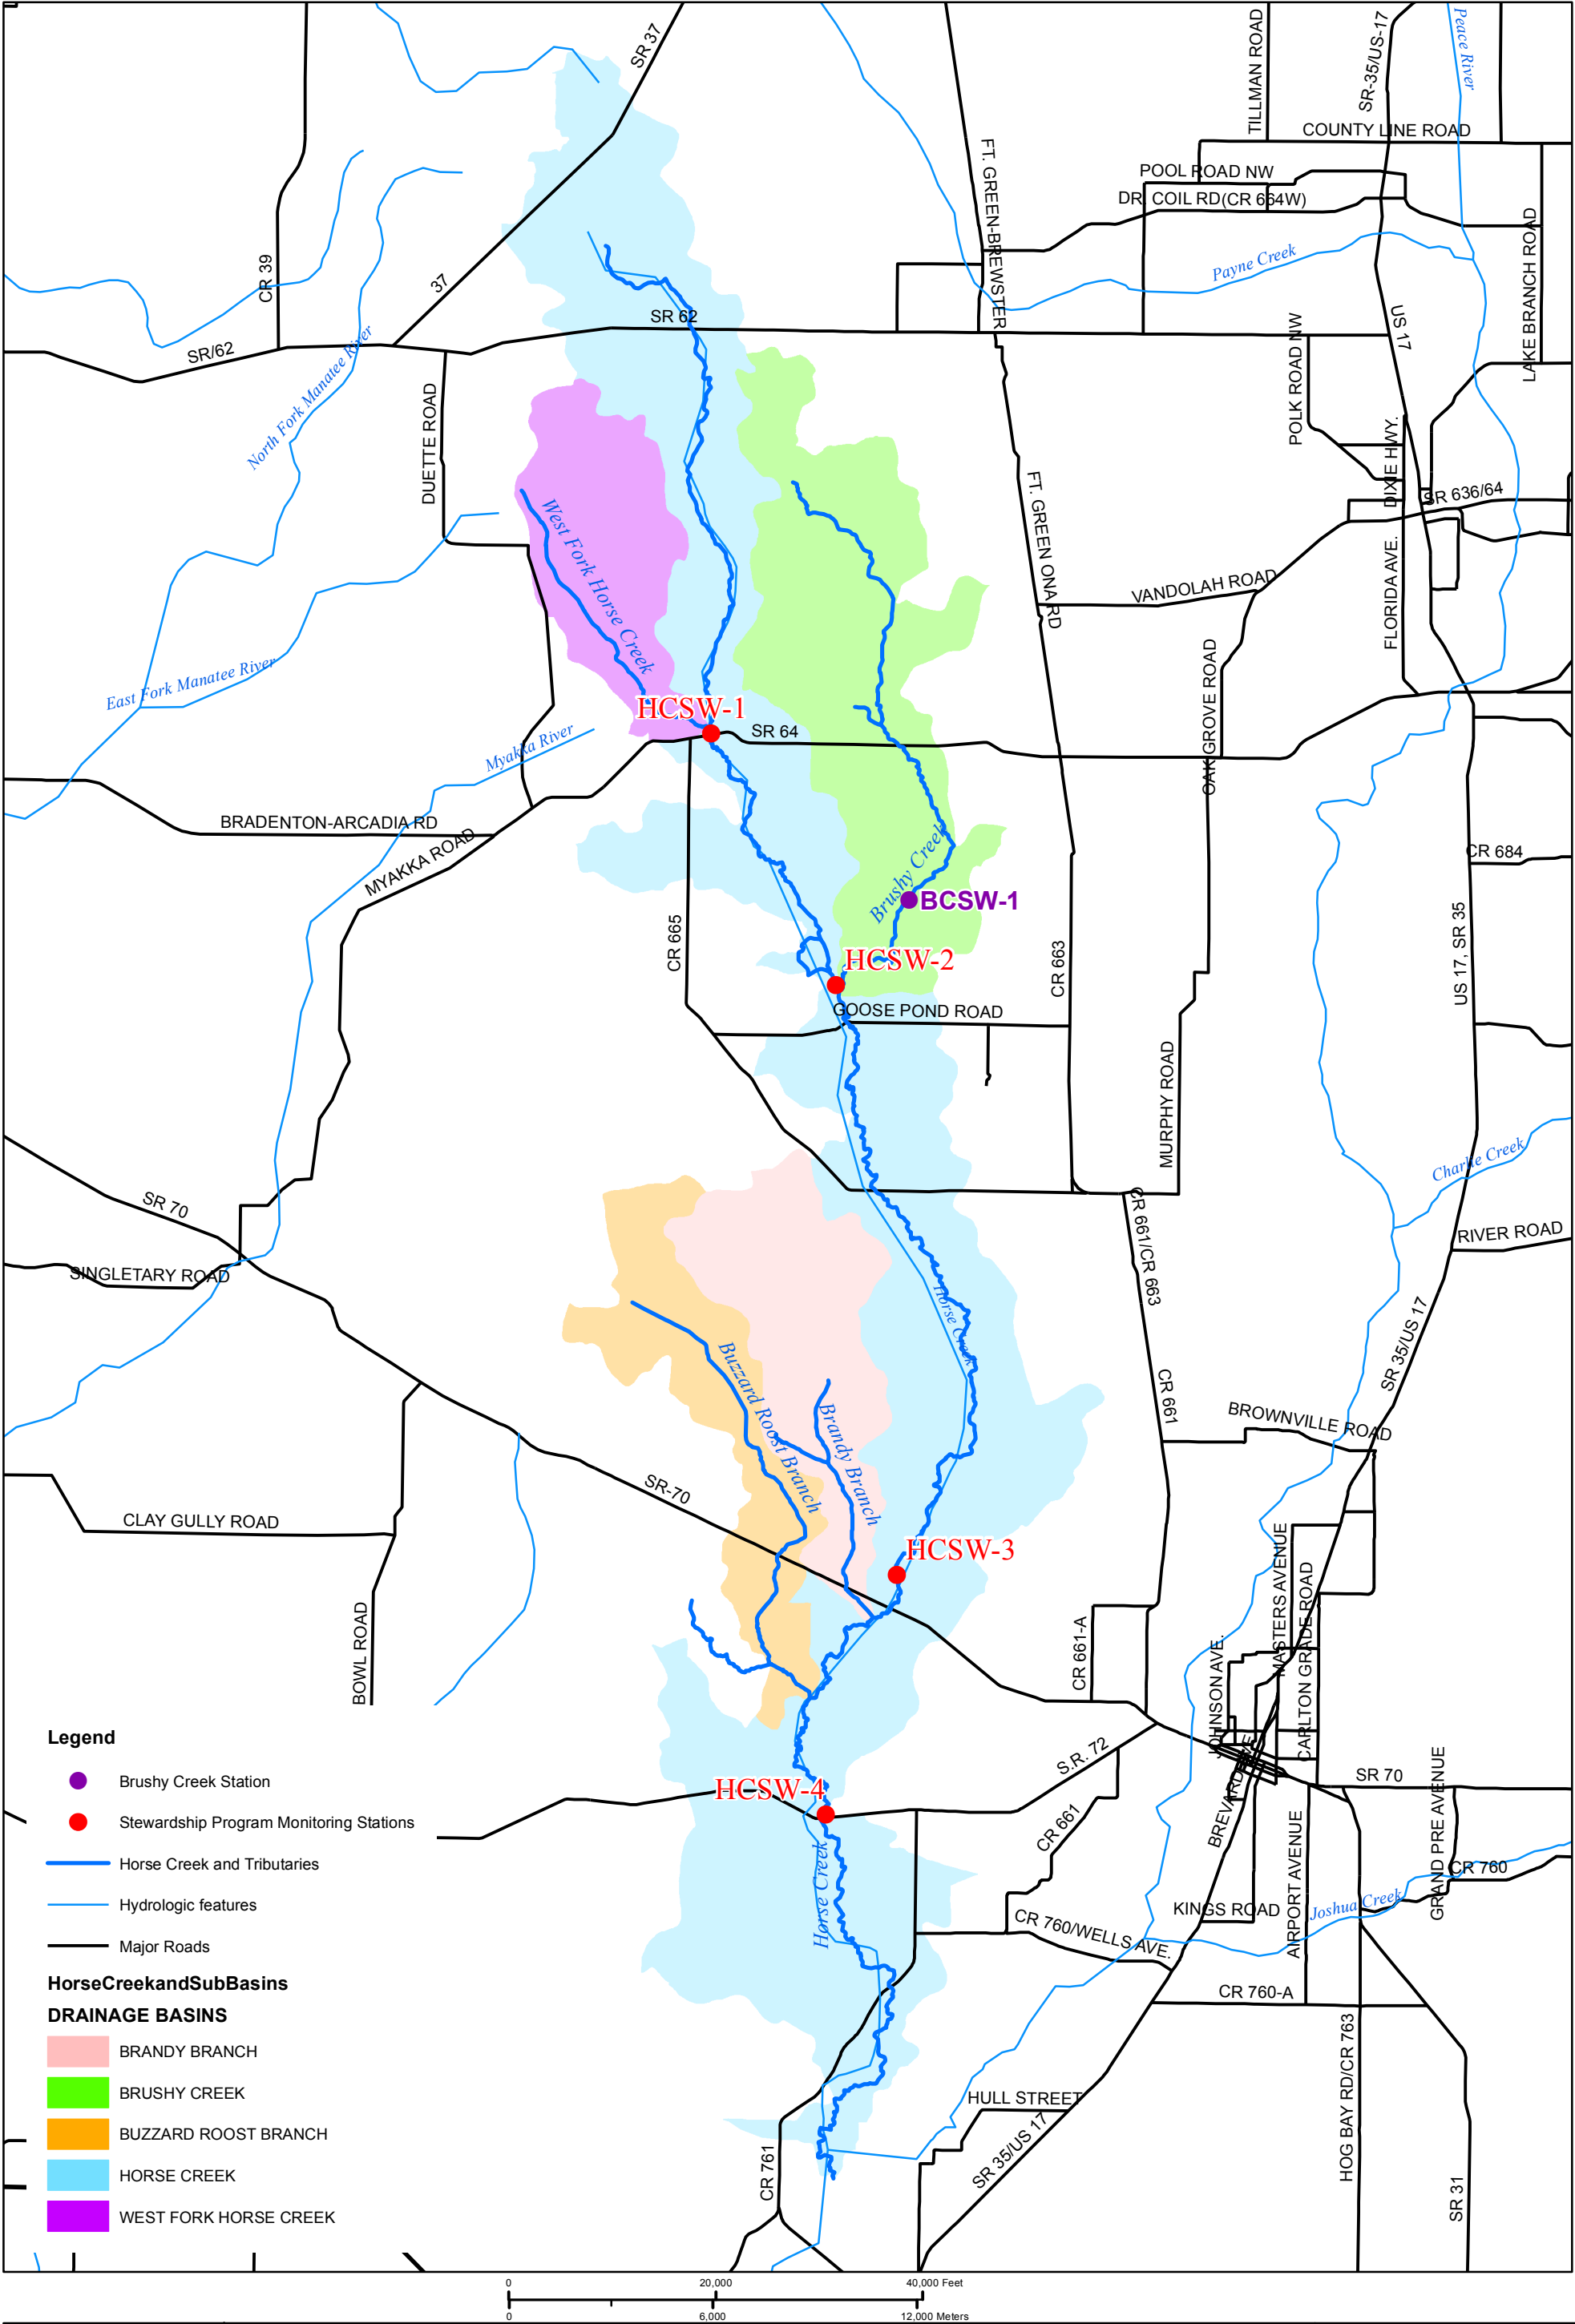 SR 37
TILLMAN ROAD
SR-35/US-17
Peace River
COUNTY LINE ROAD
FT. GREEN-BREWSTER
POOL ROAD NW
DR. COIL RD(CR 664W)
LAKE BRANCH ROAD
CR 39
37
Payne Creek
SR 62
SR/62
North Fork Manatee River
US 17
POLK ROAD NW
DUETTE ROAD
DIXIE HWY.
SR 636/64
West Fork Horse Creek
FT. GREEN ONA RD
VANDOLAH ROAD
FLORIDA AVE.
East Fork Manatee River
OAK GROVE ROAD
HCSW-1
SR 64
Myakka River
BRADENTON-ARCADIA RD
MYAKKA ROAD
Brushy Creek
CR 684
BCSW-1
CR 665
CR 663
US 17, SR 35
HCSW-2
GOOSE POND ROAD
MURPHY ROAD
Charlie Creek
SR 70
CR 661/CR 663
RIVER ROAD
SINGLETARY ROAD
Horse Creek
SR 35/US 17
Buzzard Roost Branch
Brandy Branch
CR 661
BROWNVILLE ROAD
SR-70
CLAY GULLY ROAD
HCSW-3
MASTERS AVENUE
CARLTON GRADE ROAD
BOWL ROAD
CR 661-A
JOHNSON AVE.
S.R. 72
BREVARD AVE
SR 70
HCSW-4
CR 661
AIRPORT AVENUE
GRAND PRE AVENUE
CR 760
Horse Creek
KINGS ROAD
Joshua Creek
CR 760/WELLS AVE.
CR 760-A
HOG BAY RD/CR 763
HULL STREET
SR 35/US 17
CR 761
SR 31
Legend
Brushy Creek Station
Stewardship Program Monitoring Stations
Horse Creek and Tributaries
Hydrologic features
Major Roads
HorseCreekandSubBasins
DRAINAGE BASINS
BRANDY BRANCH
BRUSHY CREEK
BUZZARD ROOST BRANCH
HORSE CREEK
WEST FORK HORSE CREEK
0 20,000 40,000 Feet
0 6,000 12,000 Meters